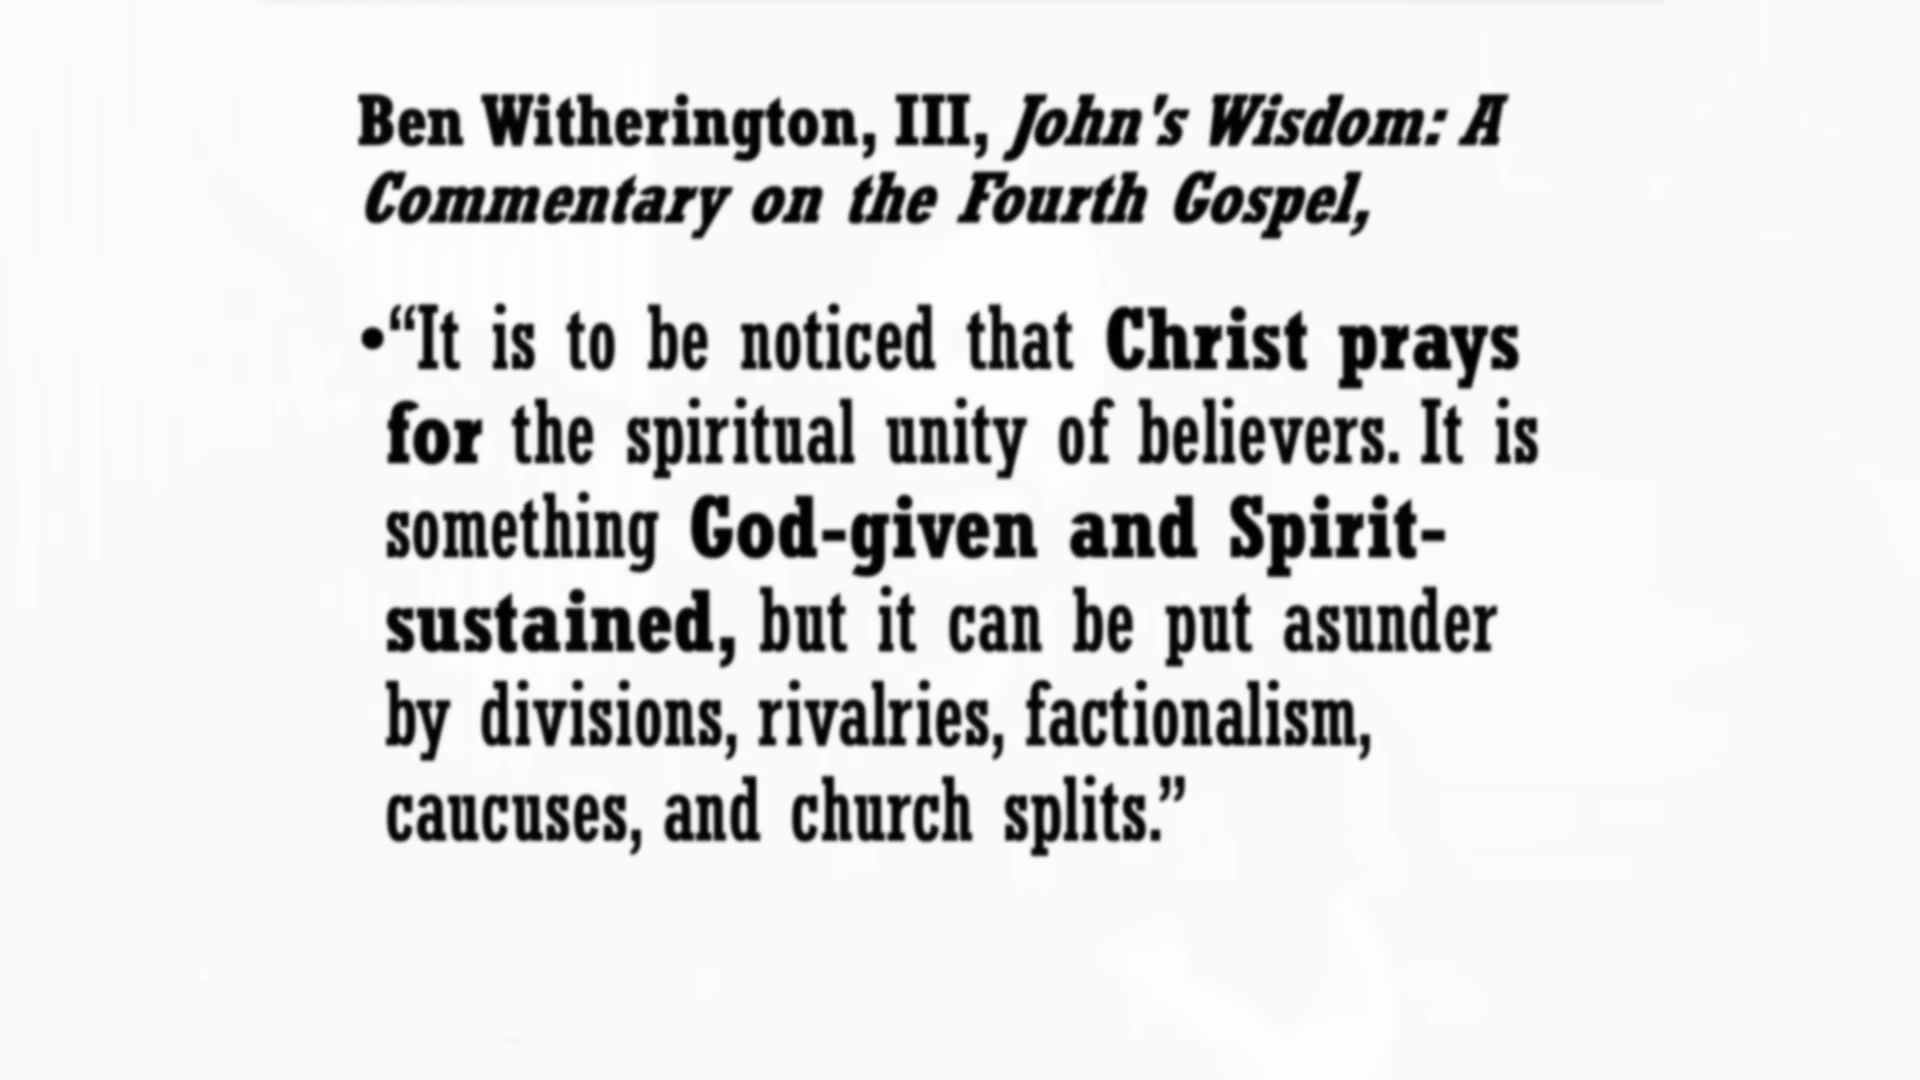 Ben Witherington, III, John's Wisdom: A
Commentary on the Fourth Gospel,
•“It is to be noticed that Christ prays
for the spiritual unity of believers. It is
something God-given and Spirit-
sustained, but it can be put asunder
by divisions, rivalries, factionalism,
caucuses, and church splits.”